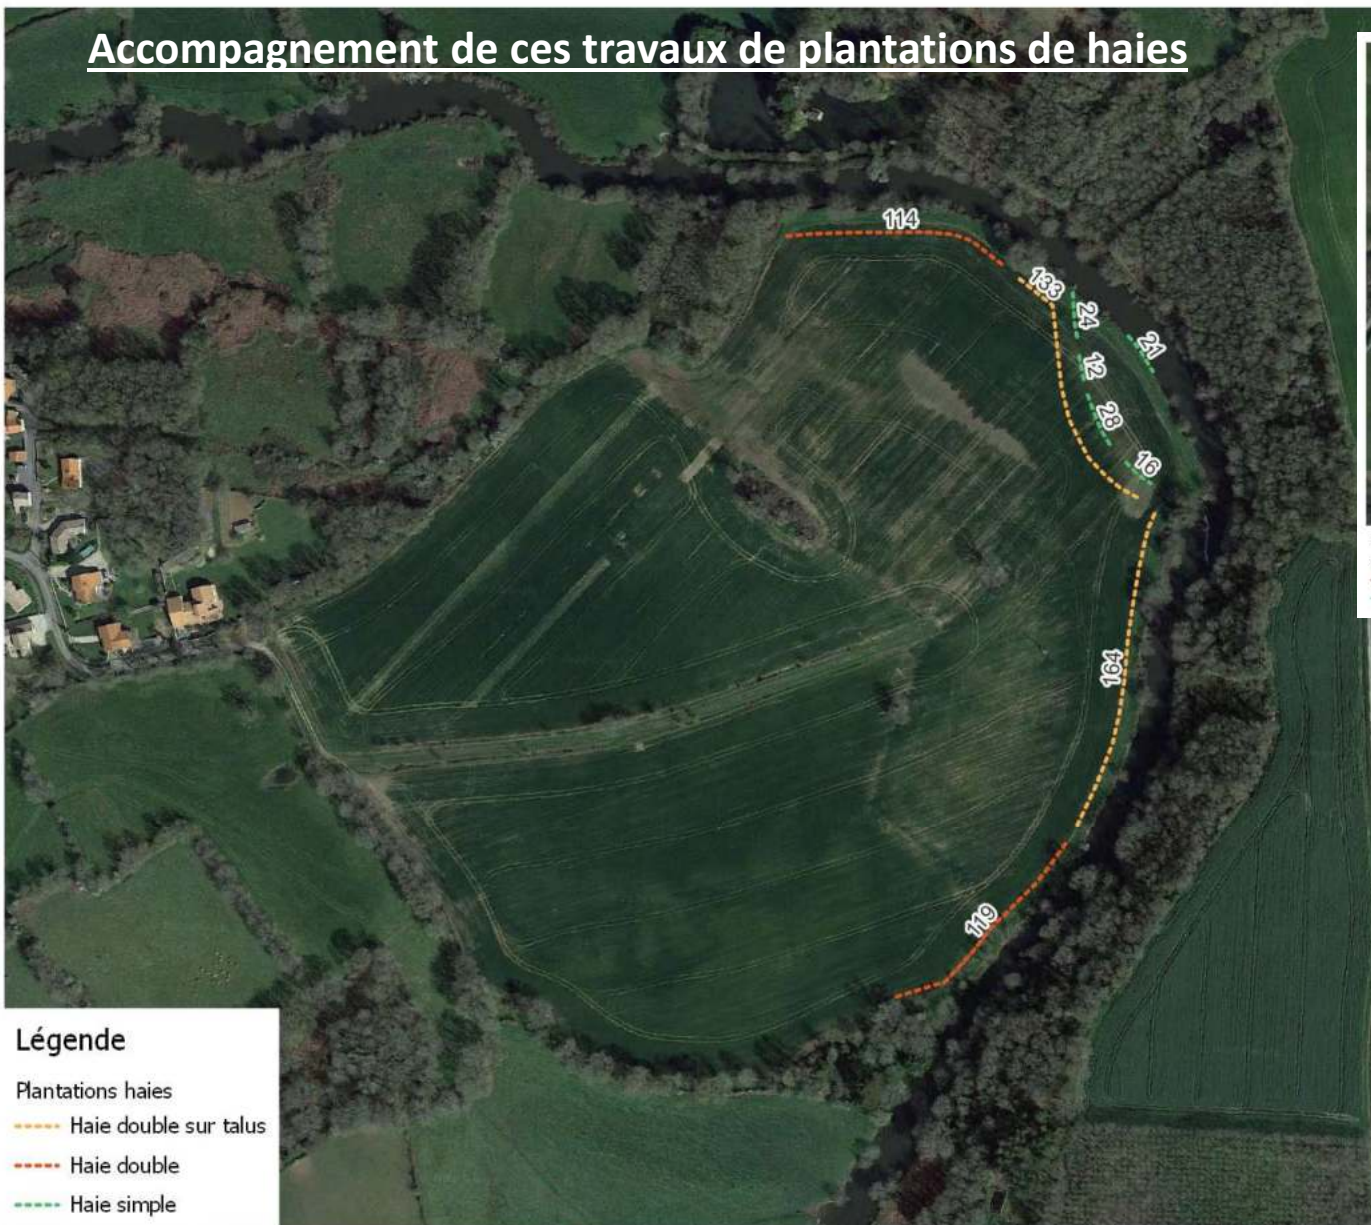 Accompagnement de ces travaux de plantations de haies
114
133
24
21
12
28
16
164
119
Légende
Plantations haies
Haie double sur talus
Haie double
Haie simple